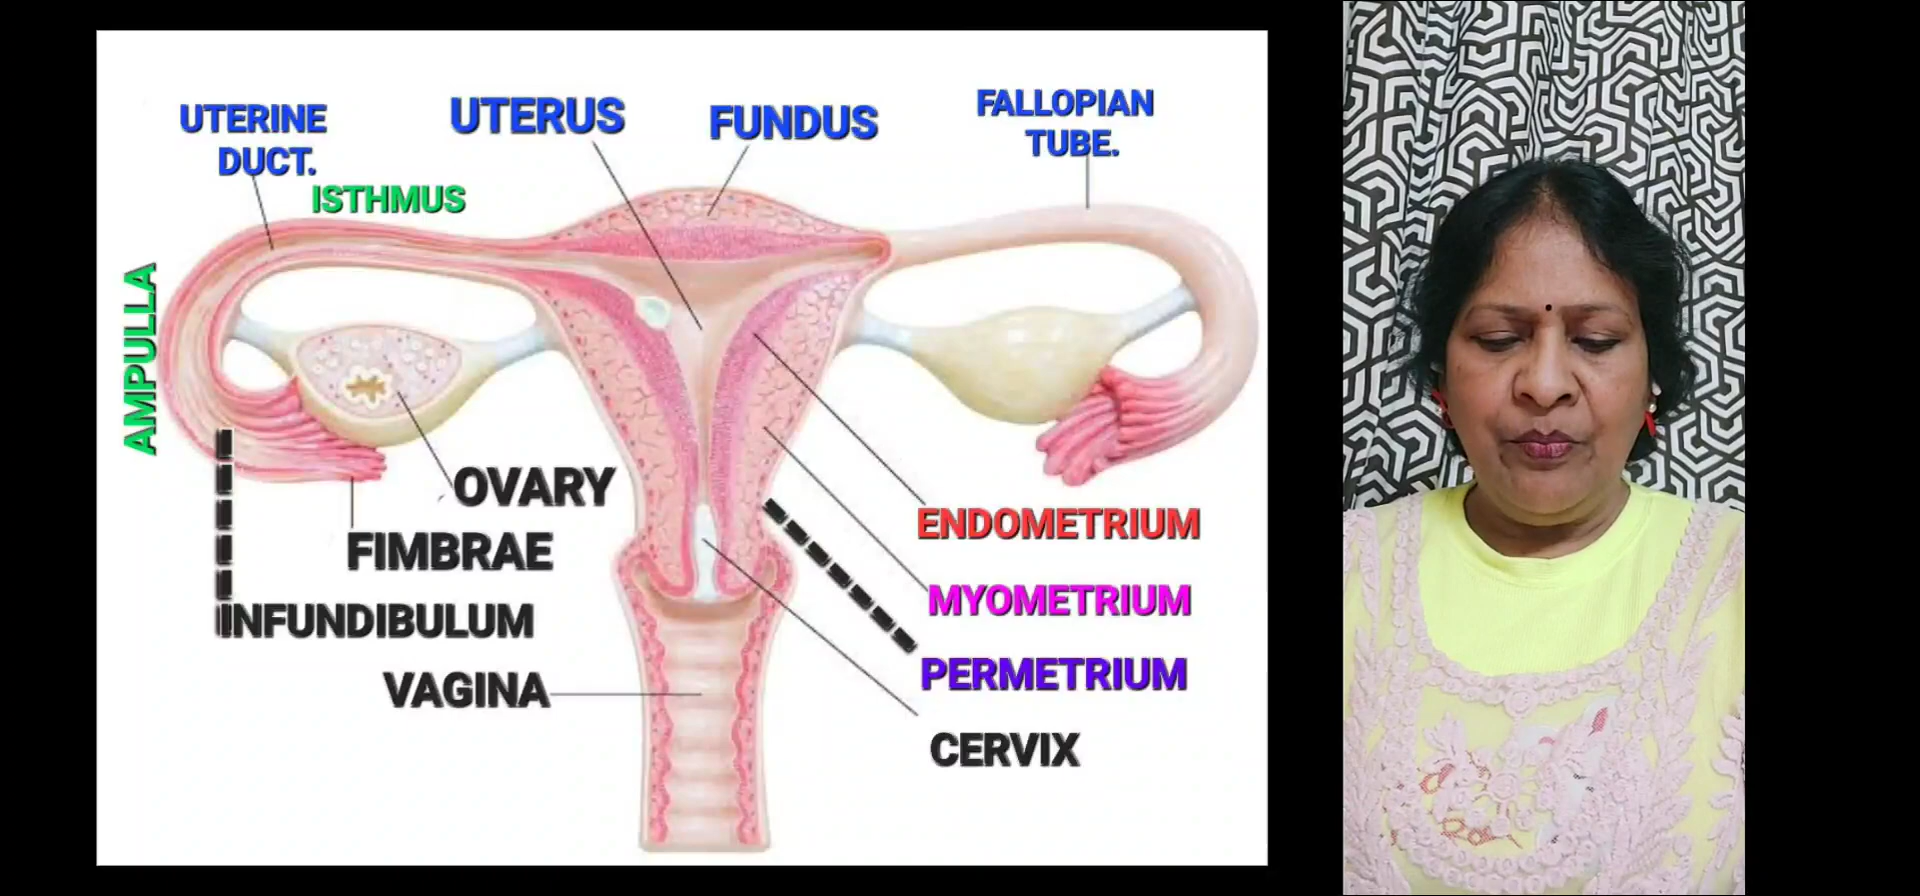 UTERINE
DUCT.
UTERUS
FUNDUS
FALLOPIAN
TUBE.
ISTHMUS
AMPULLA
OVARY
FIMBRAE
INFUNDIBULUM
VAGINA
ENDOMETRIUM
MYOMETRIUM
PERMETRIUM
CERVIX